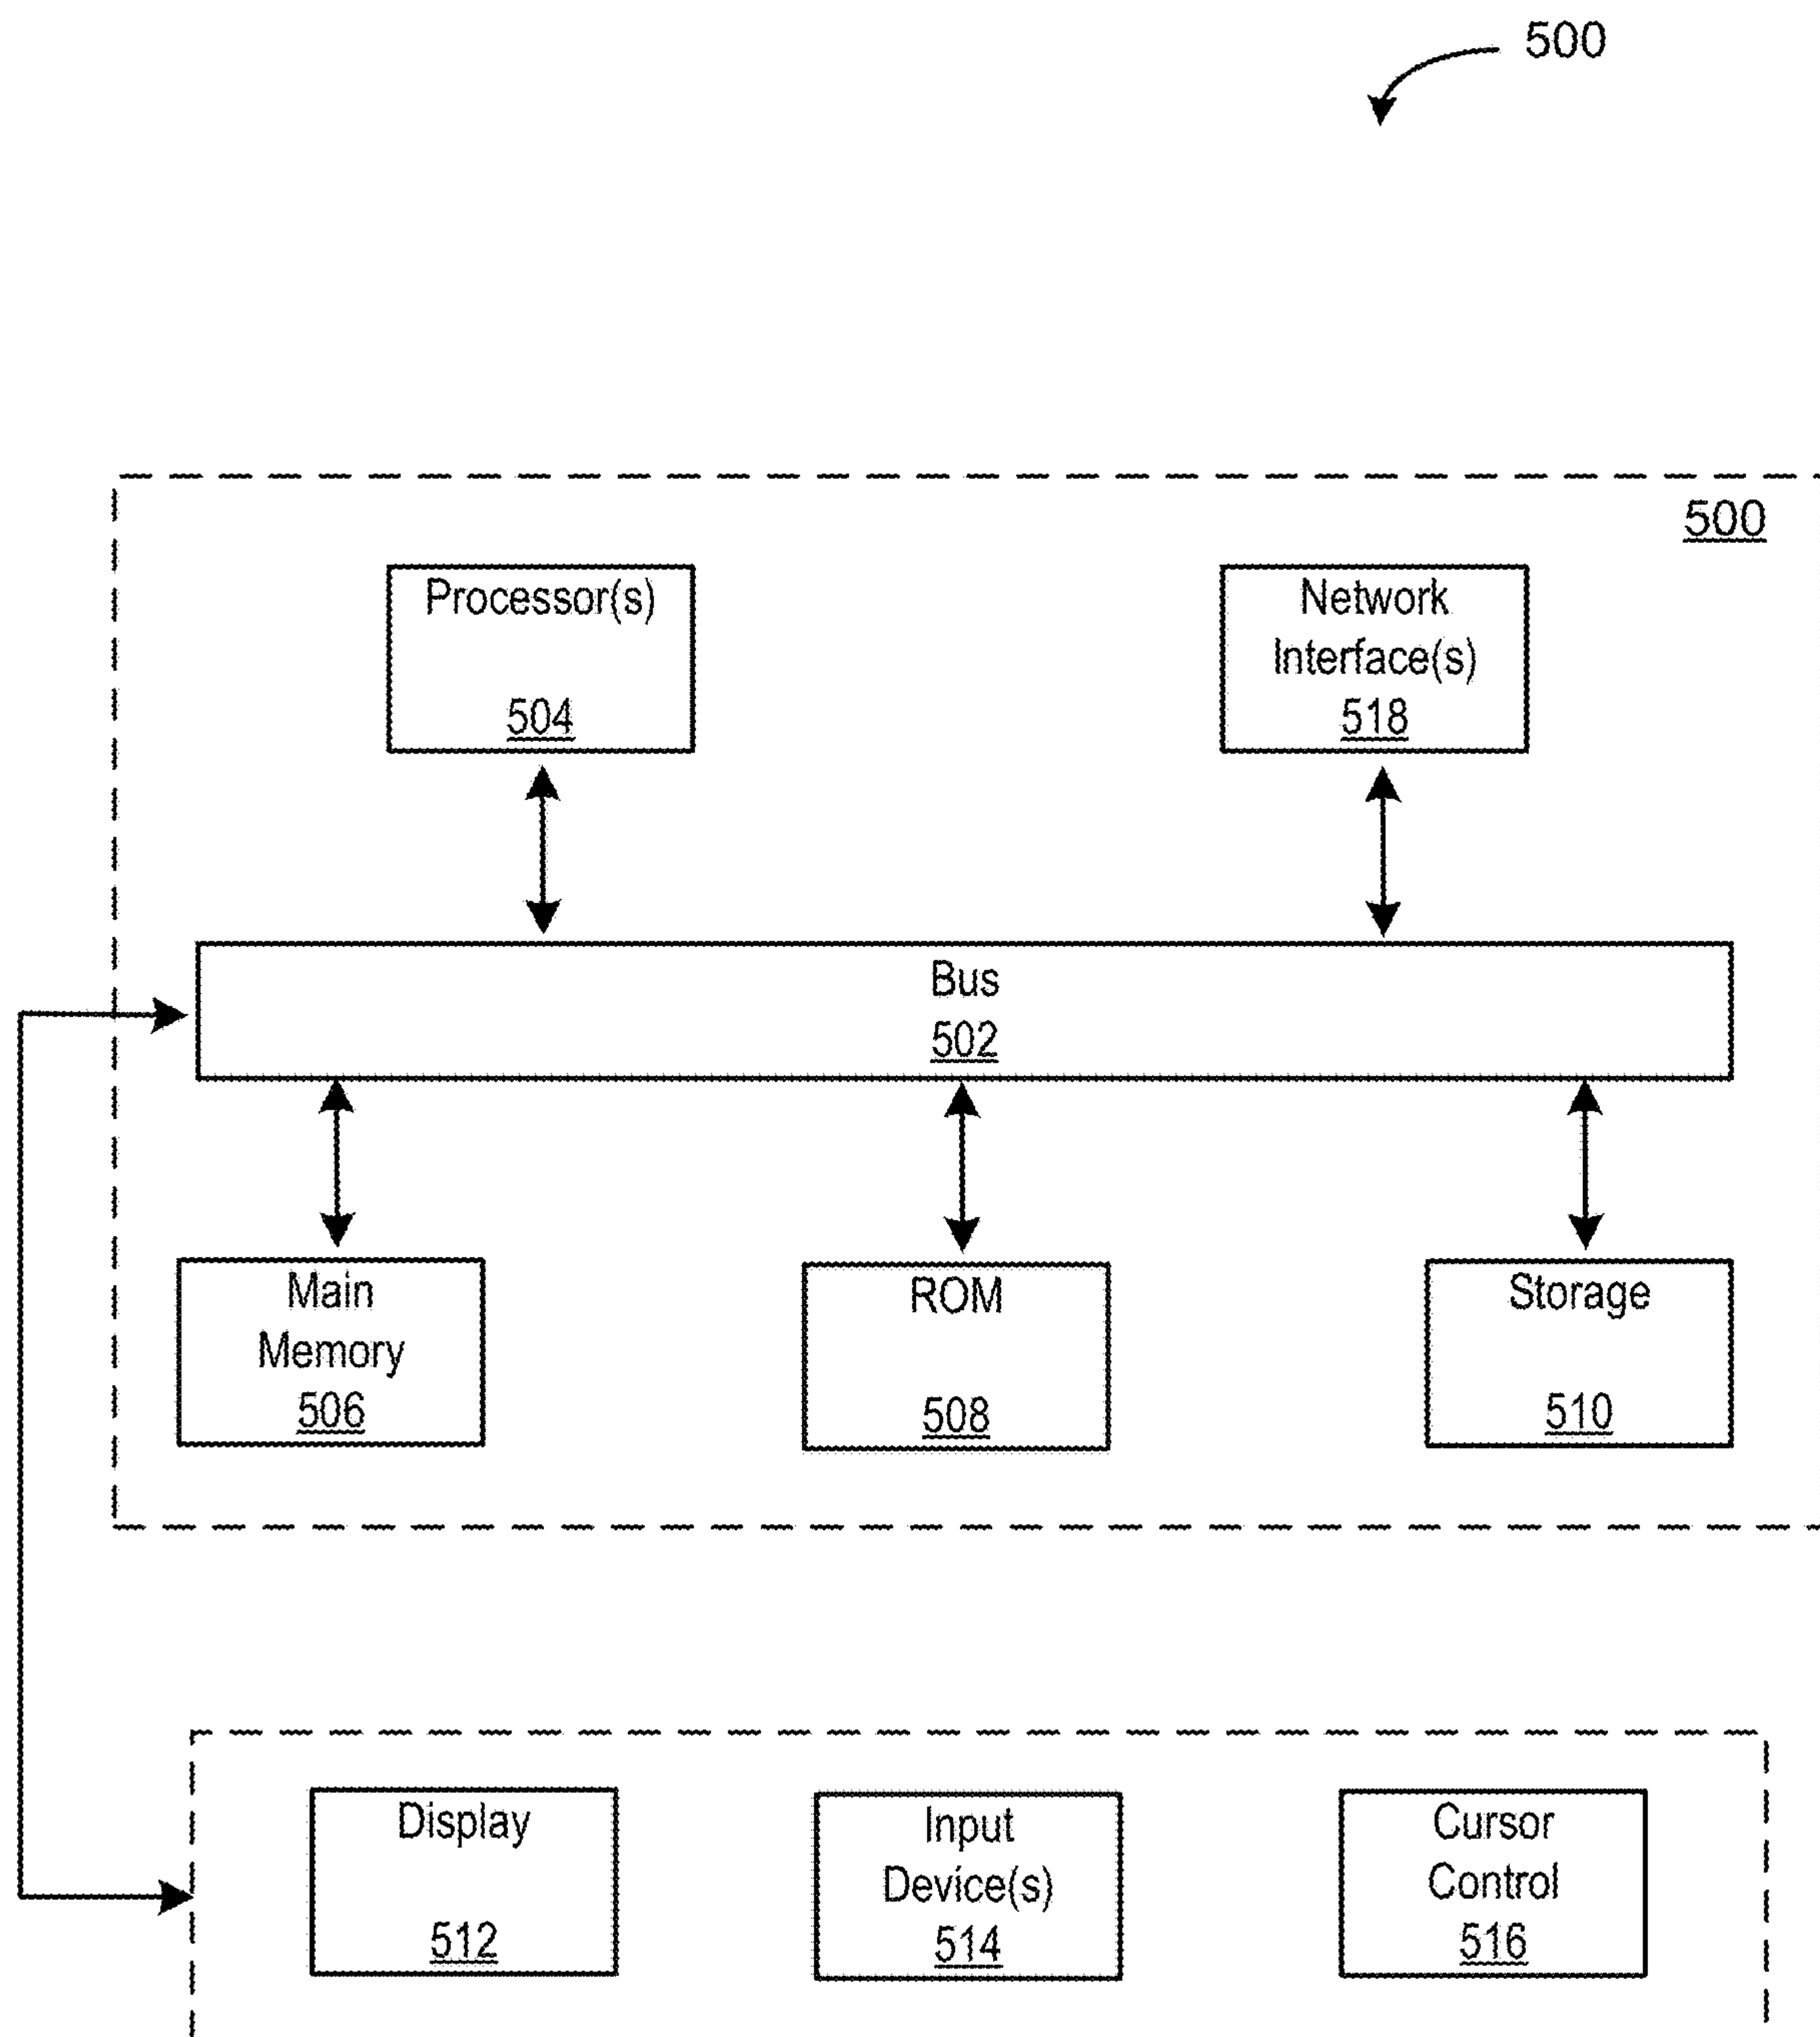 500
500
Processor(s)
504
Network
Interface(s)
518
Bus
502
Main
Memory
506
ROM
508
Storage
510
Display
512
Input
Device(s)
514
Cursor
Control
516